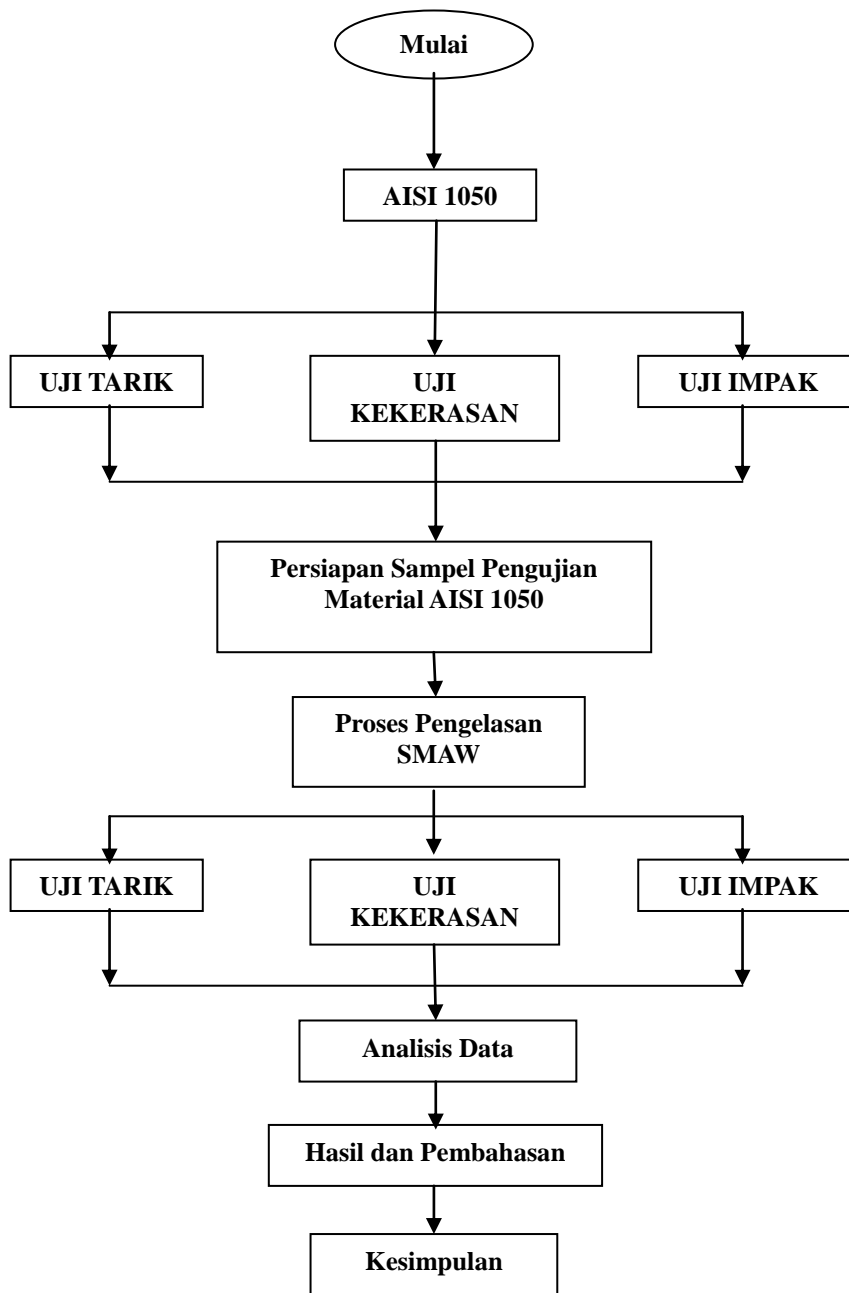 Mulai
AISI 1050
UJI TARIK
UJI
KEKERASAN
UJI IMPAK
Persiapan Sampel Pengujian
Material AISI 1050
Proses Pengelasan
SMAW
UJI TARIK
UJI
KEKERASAN
UJI IMPAK
Analisis Data
Hasil dan Pembahasan
Kesimpulan